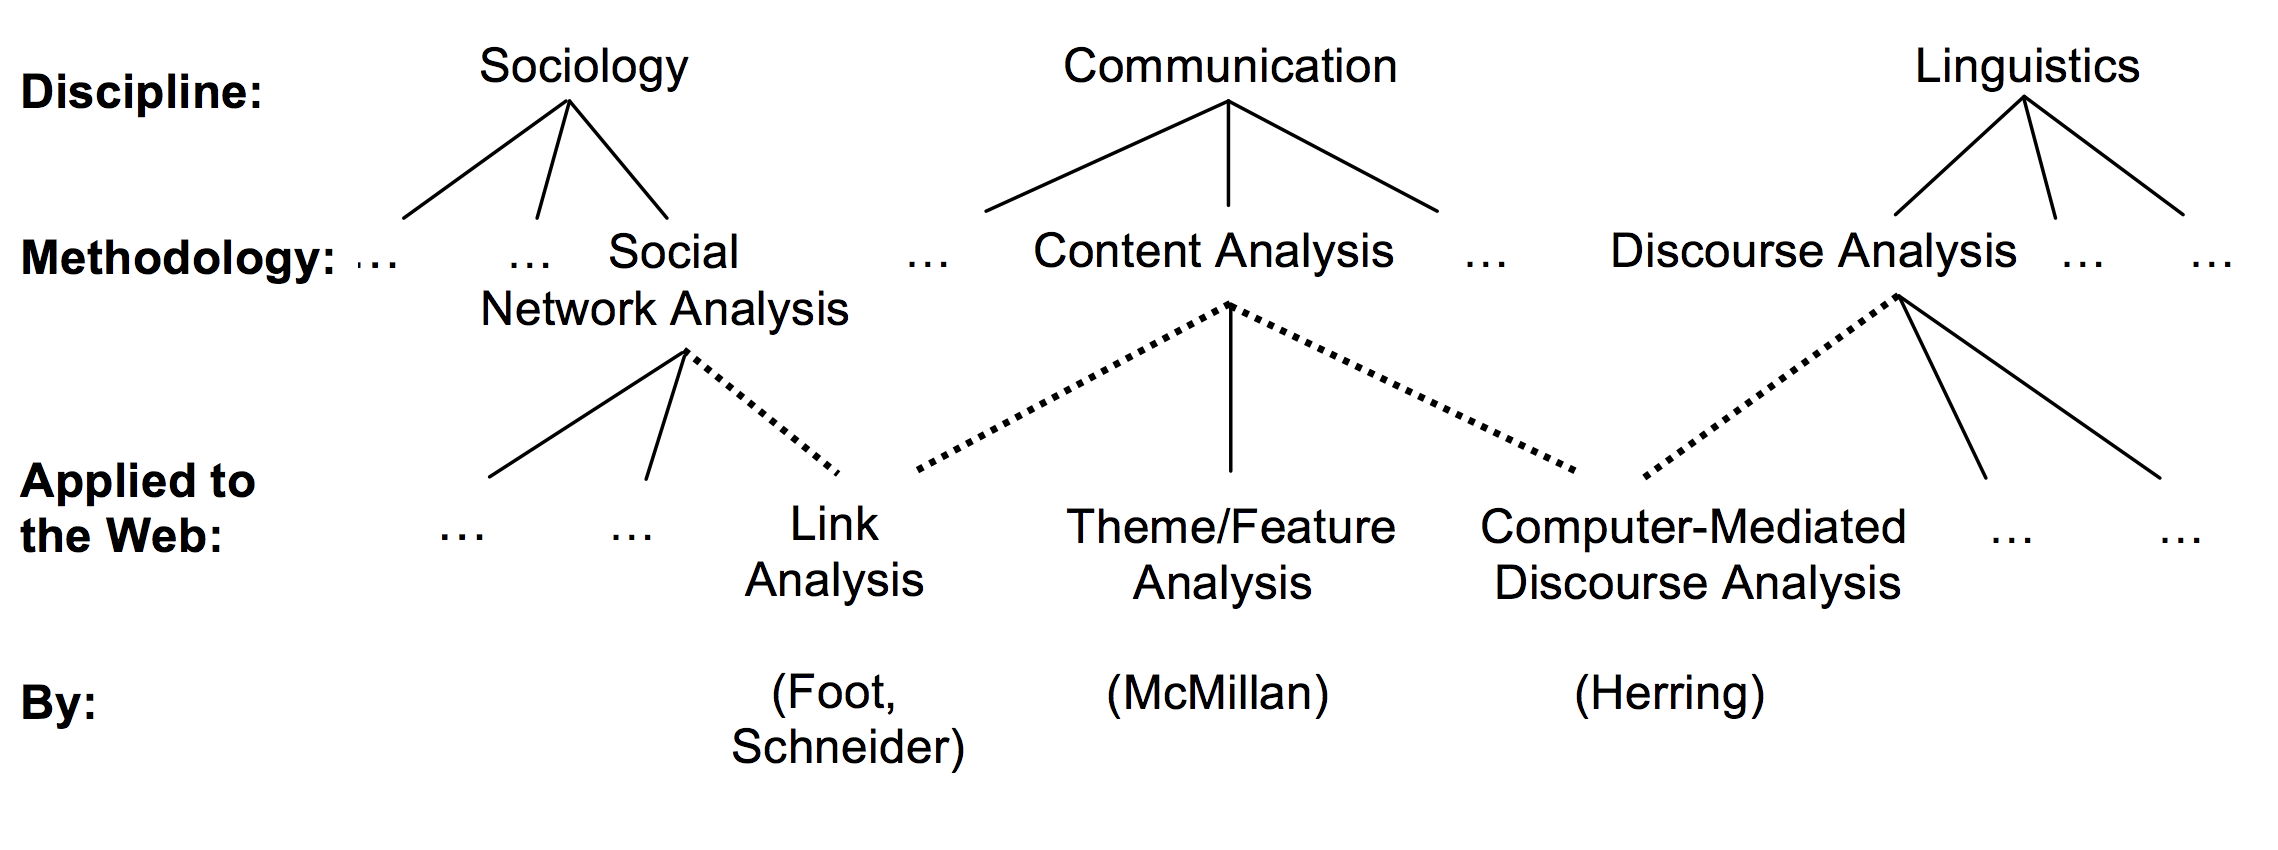 Discipline: Sociology Communication Linguistics
Methodology: ... ... Social ... Content Analysis ... Discourse Analysis ... ...
Network Analysis
Applied to
the Web: ... ... Link Theme/Feature Computer-Mediated ... ...
Analysis Analysis Discourse Analysis
By: (Foot, (McMillan) (Herring)
Schneider)